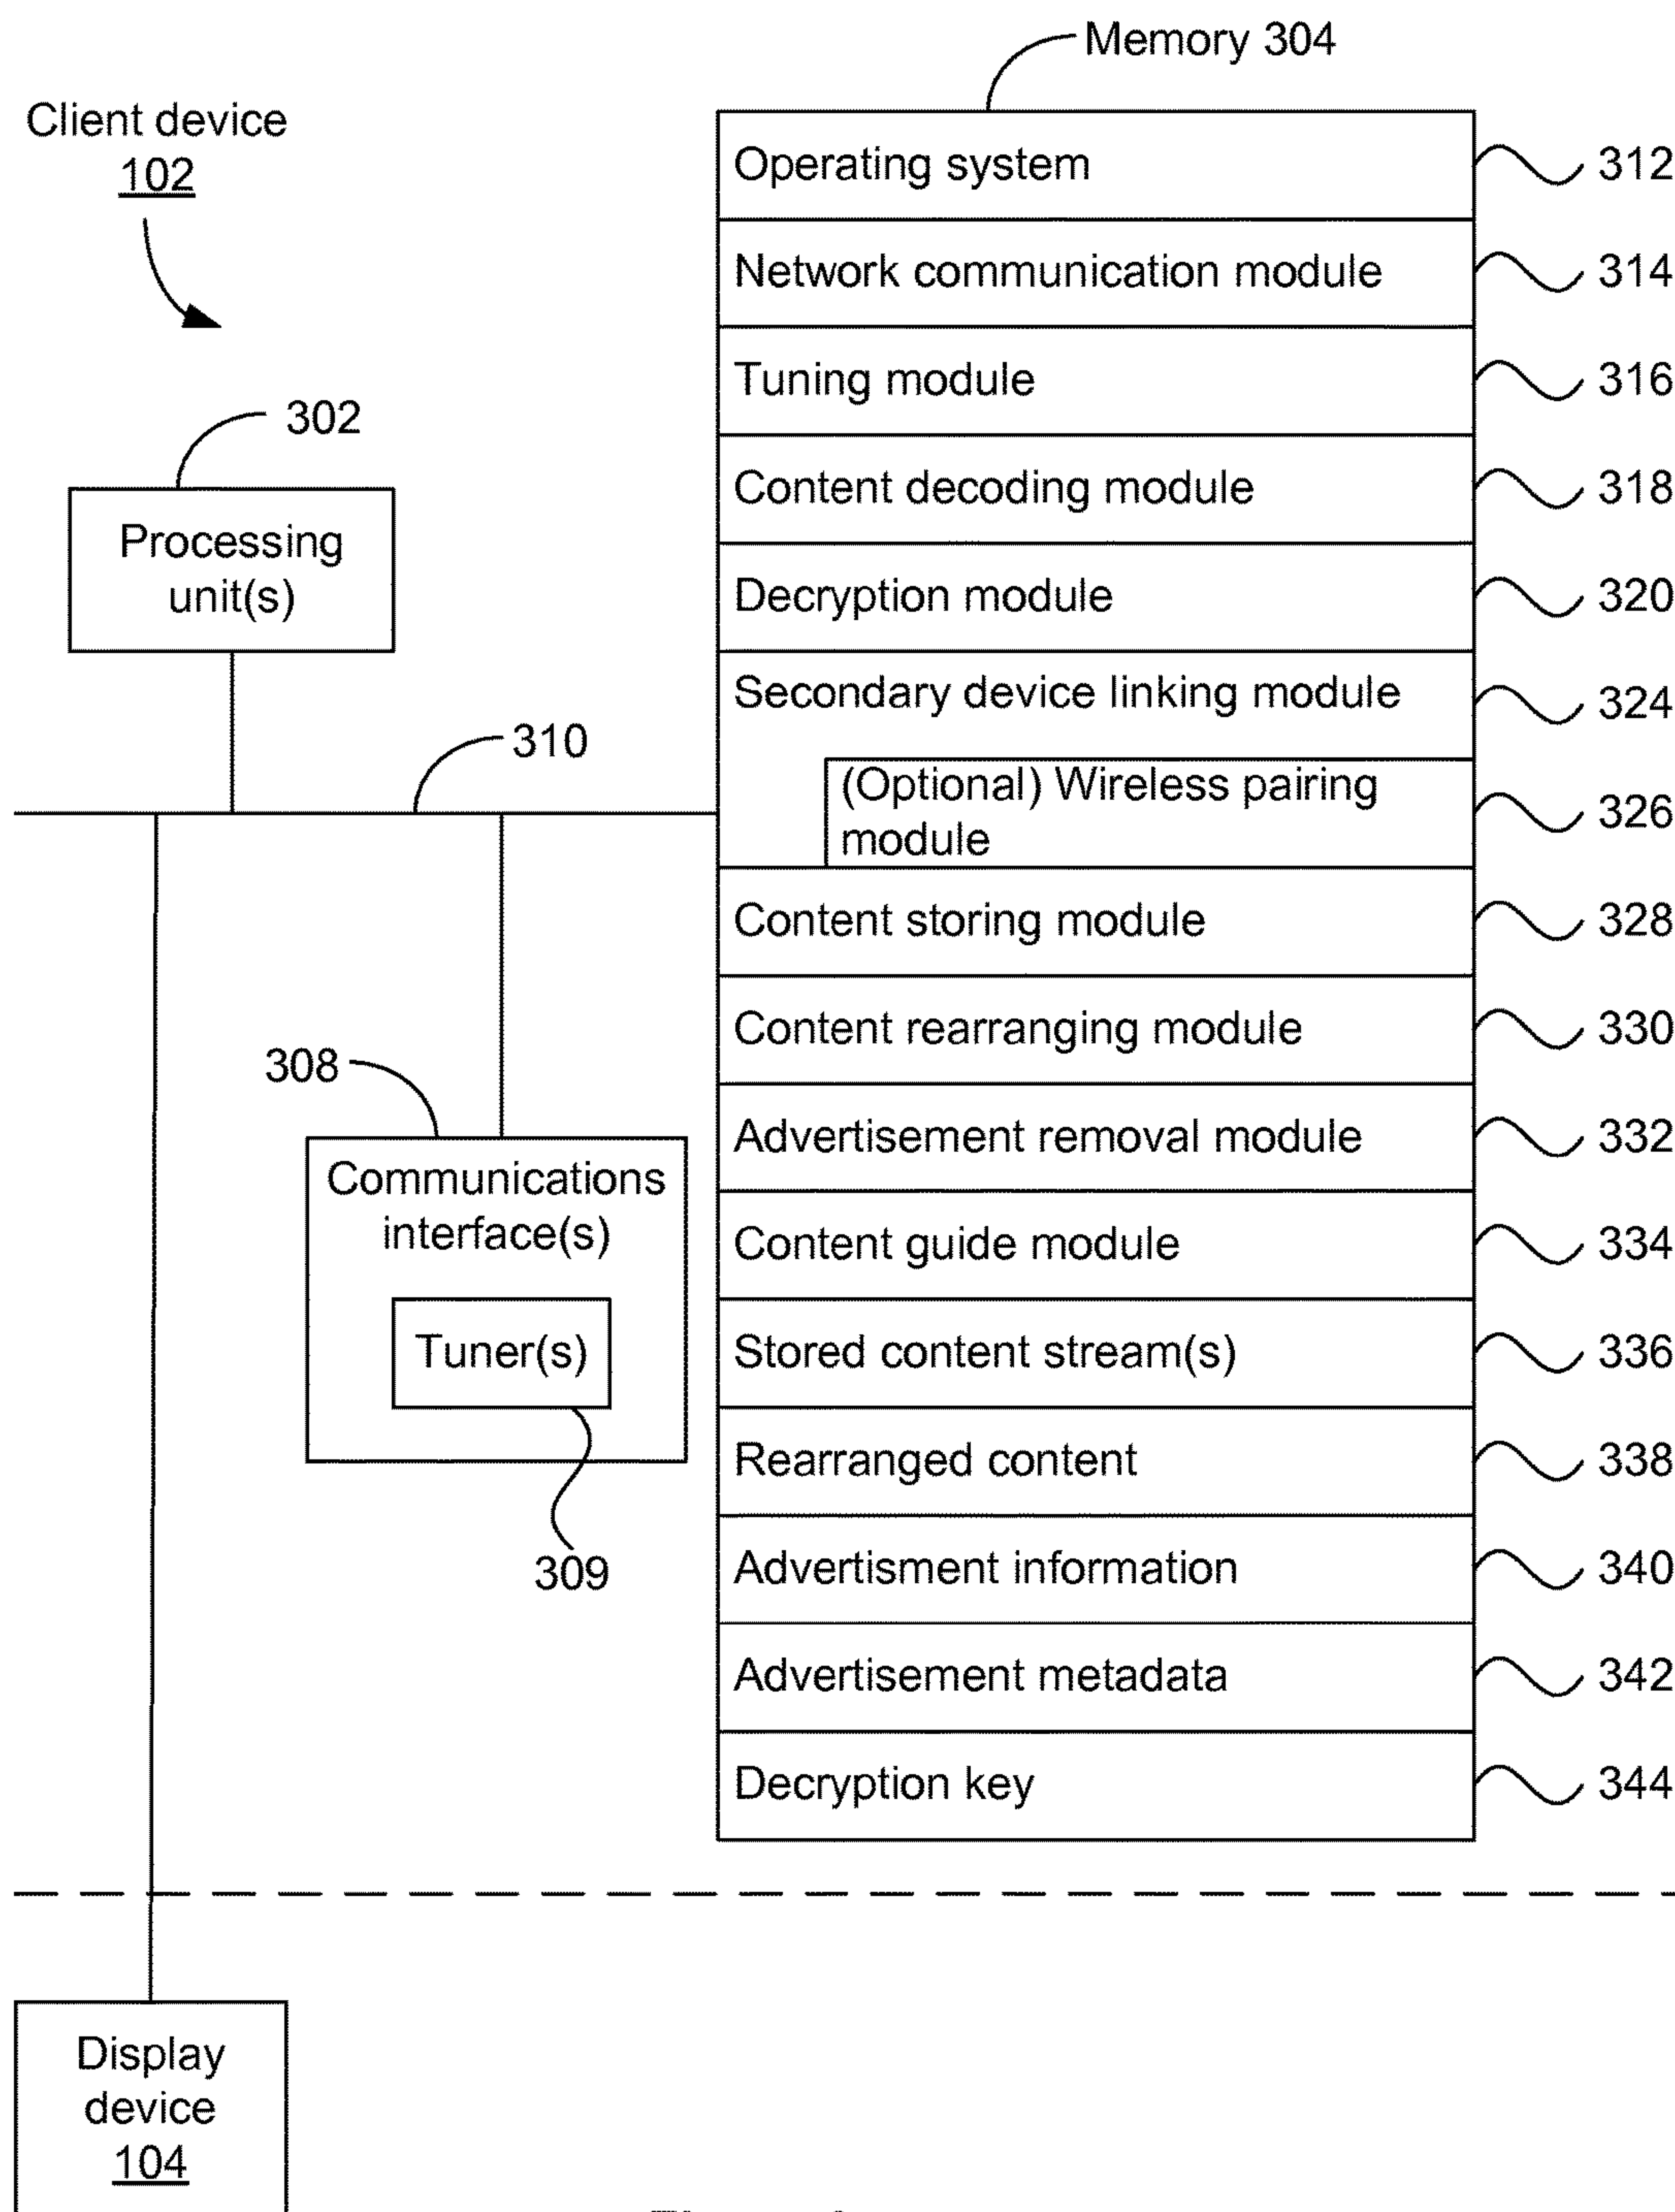 Memory 304
Client device
102
Operating system 312
Network communication module 314
Tuning module 316
302
Content decoding module 318
Processing
unit(s)
Decryption module 320
Secondary device linking module 324
310
(Optional) Wireless pairing
module
326
Content storing module 328
Content rearranging module 330
308
Advertisement removal module 332
Communications
interface(s)
Content guide module 334
Tuner(s)
Stored content stream(s) 336
Rearranged content 338
309
Advertisment information 340
Advertisement metadata 342
Decryption key 344
Display
device
104